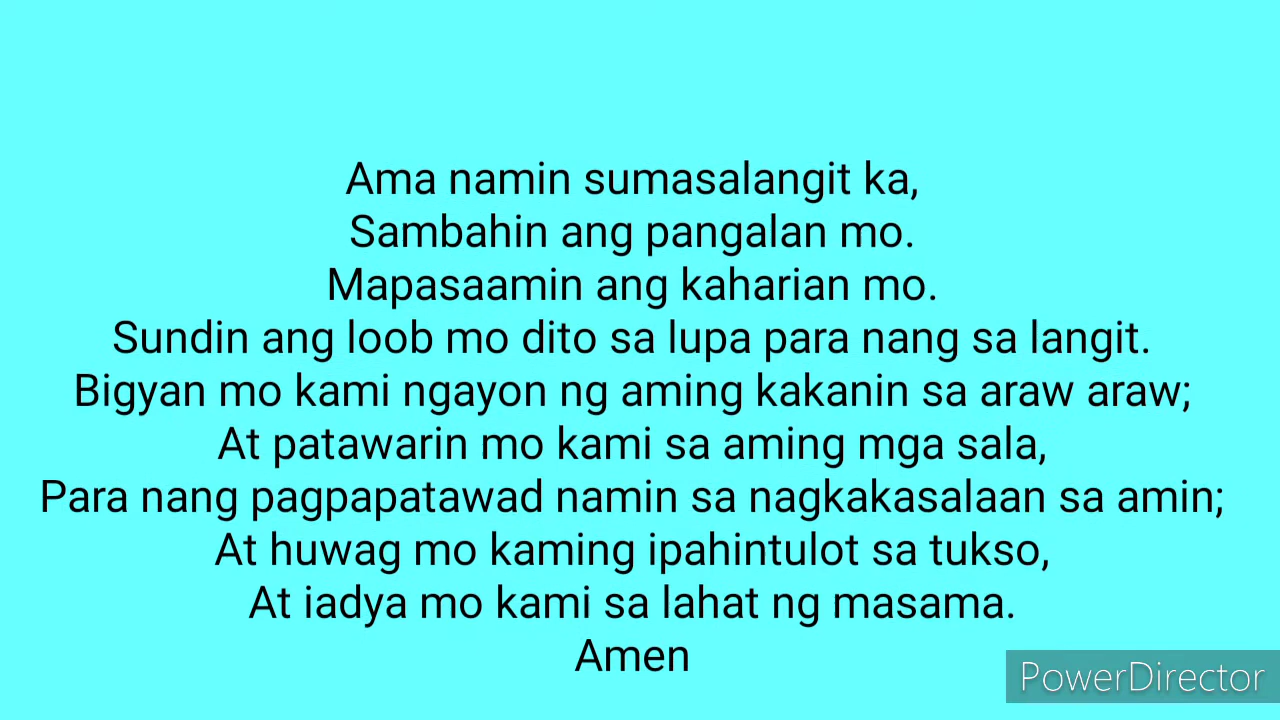 Ama namin sumasalangit ka,
Sambahin ang pangalan mo.
Mapasaamin ang kaharian mo.
Sundin ang loob mo dito sa lupa para nang sa langit.
Bigyan mo kami ngayon ng aming kakanin sa araw araw;
At patawarin mo kami sa aming mga sala,
Para nang pagpapatawad namin sa nagkakasalaan sa amin;
At huwag mo kaming ipahintulot sa tukso,
At iadya mo kami sa lahat ng masama.
Amen
PowerDirector